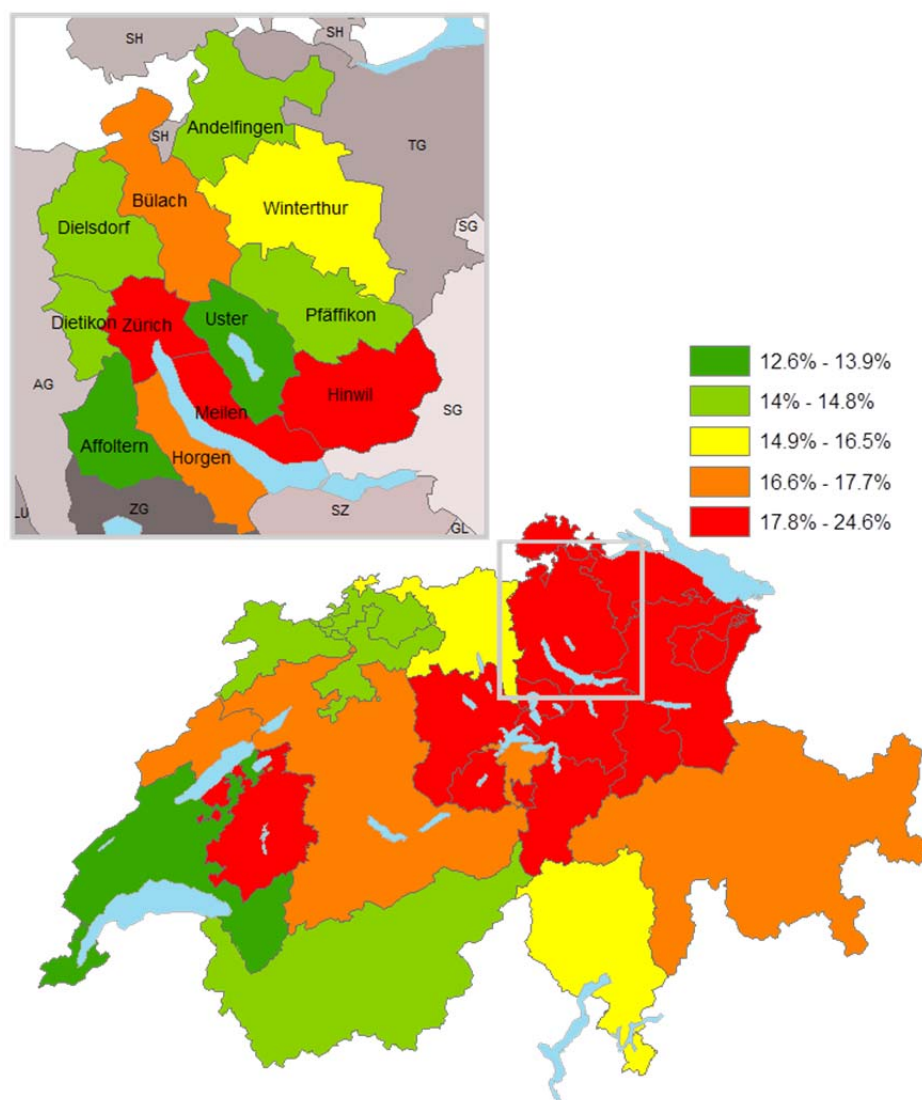 SH
SH
Andelfingen
SH
TG
Bülach
Winterthur
Dielsdorf
SG
Pfäffikon
Dietikon
Zürich
Uster
AG
Hinwil
SG
Meilen
Affoltern
Horgen
LU
ZG
SZ
GL
12.6% - 13.9%
14% - 14.8%
14.9% - 16.5%
16.6% - 17.7%
17.8% - 24.6%